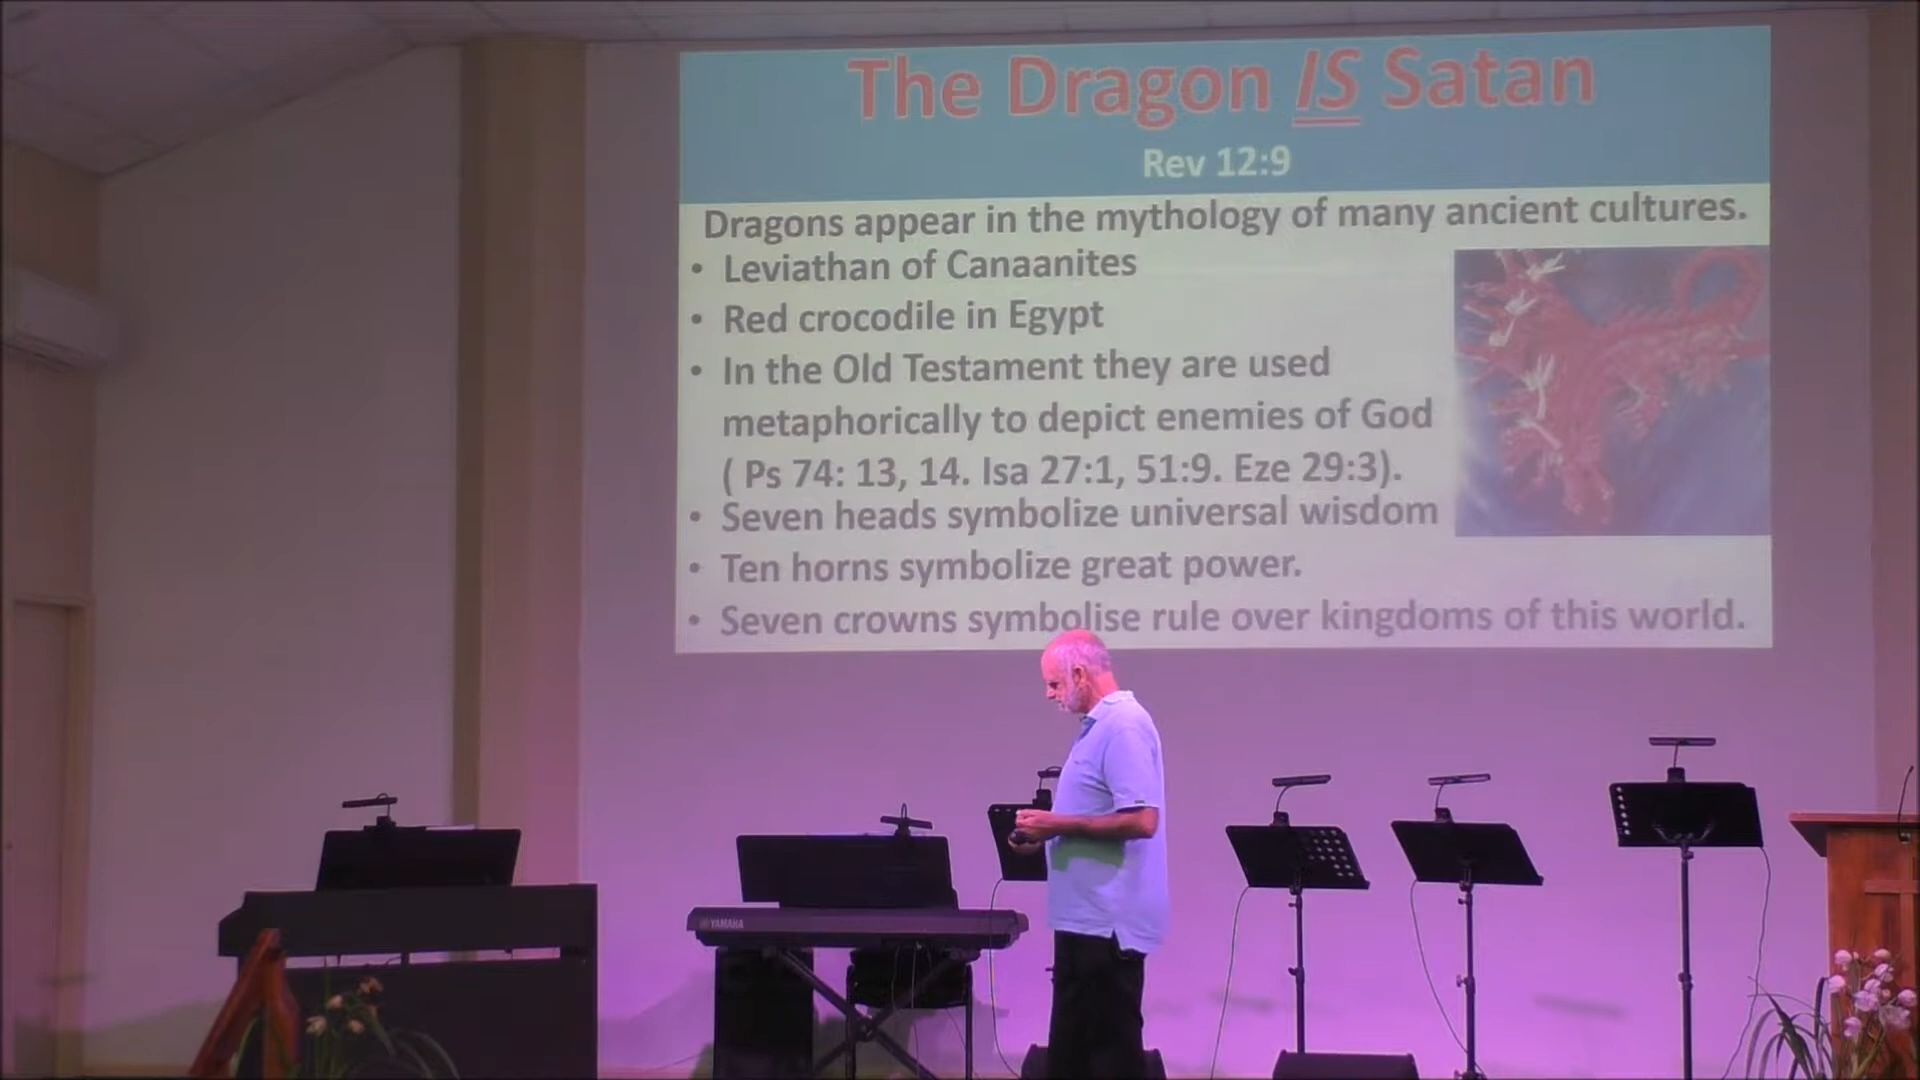 The Dragon IS Satan
Rev 12:9
Dragons appear in the mythology of many ancient cultures.
• Leviathan of Canaanites
• Red crocodile in Egypt
• In the Old Testament they are used
metaphorically to depict enemies of God
( Ps 74: 13, 14. Isa 27:1, 51:9. Eze 29:3).
• Seven heads symbolize universal wisdom
• Ten horns symbolize great power.
• Seven crowns symbolise rule over kingdoms of this world.
YAMAHA